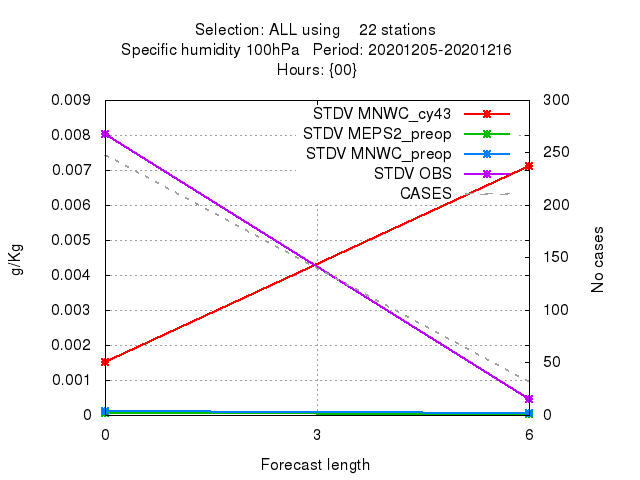 Selection: ALL using    22 stations
Specific humidity 100hPa   Period: 20201205-20201216
Hours: {00}
0.009
0.008
0.007
0.006
0.005
0.004
0.003
0.002
0.001
0
g/Kg
STDV MNWC_cy43
STDV MEPS2_preop
STDV MNWC_preop
STDV OBS
CASES
300
250
200
150
100
50
0
No cases
0 3 6
Forecast length